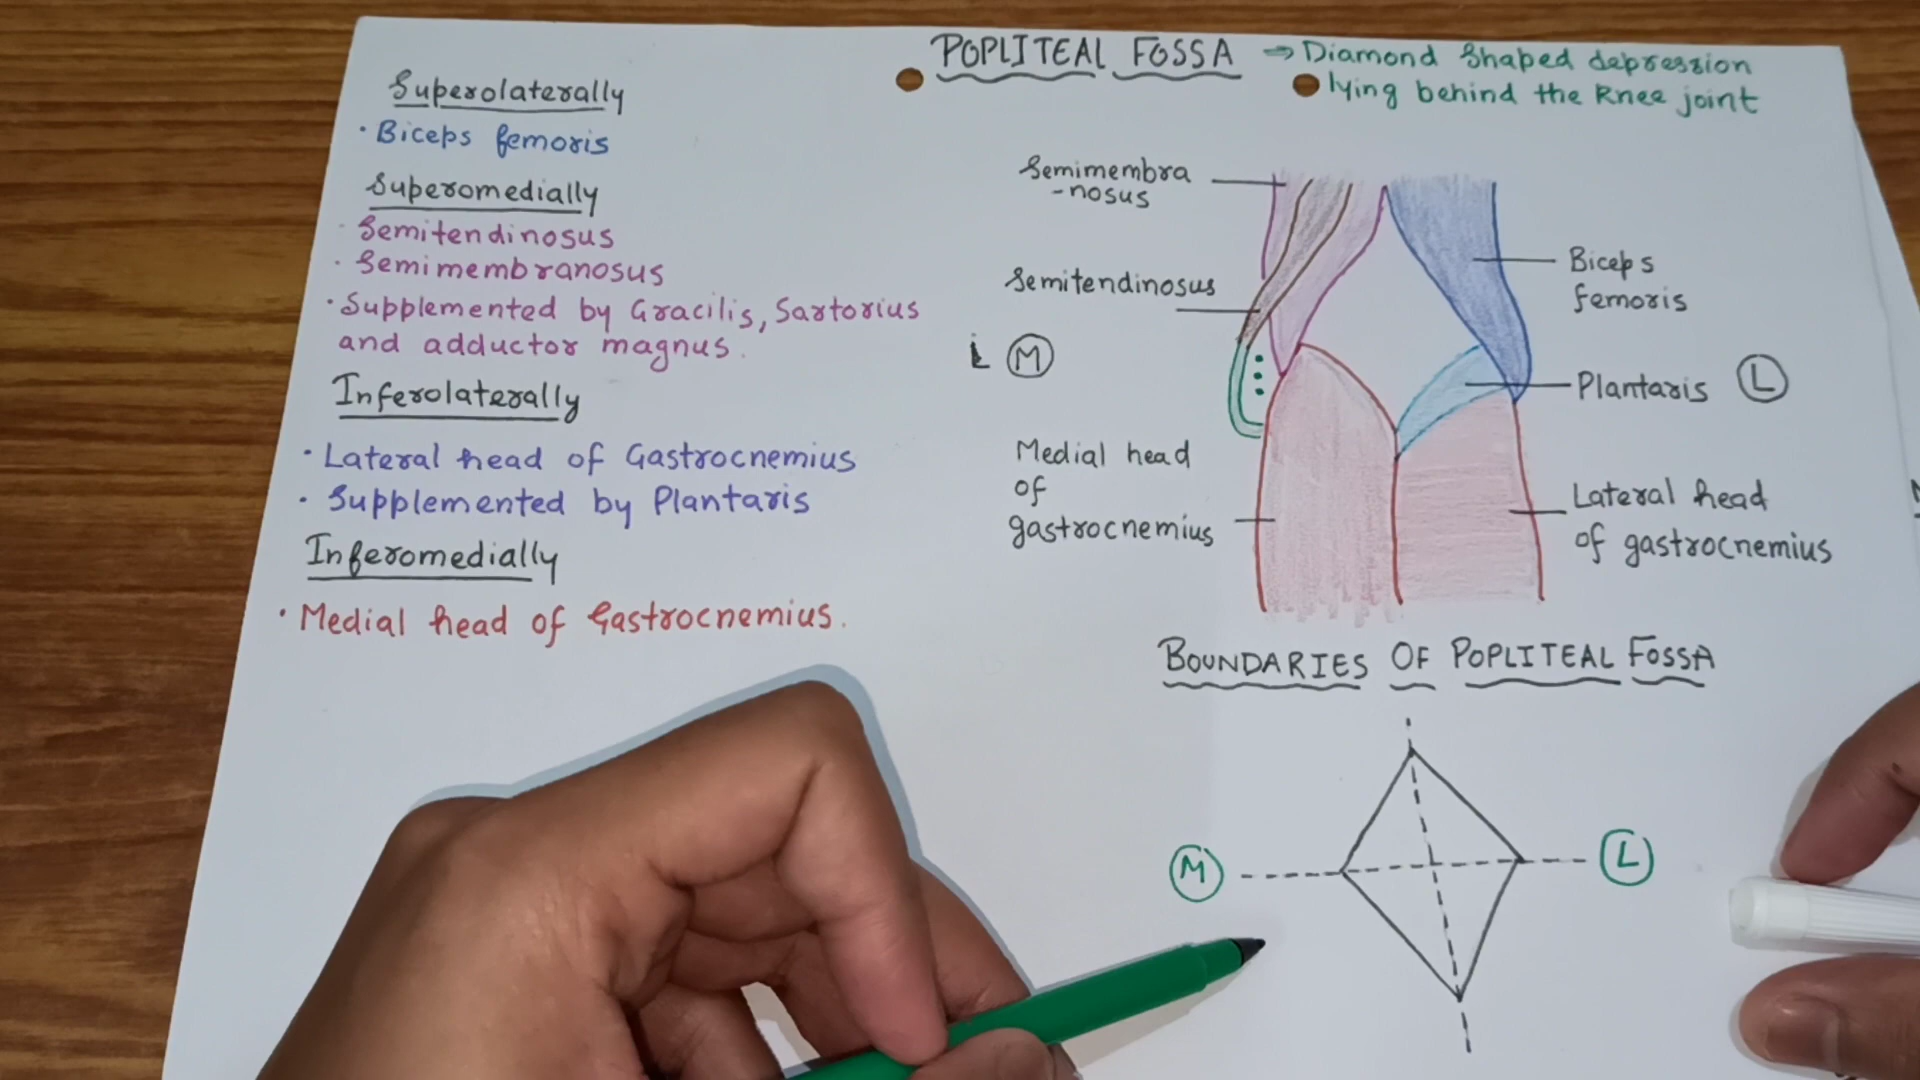 POPLITEAL FOSSA → Diamond Shaped depression
lying behind the Knee joint
Superolaterally
· Biceps femoris
Superomedially
· Semitendinosus
· Semimembranosus
· Supplemented by Gracilis, Sartorius
and adductor magnus.
Inferolaterally
· Lateral head of Gastrocnemius
· Supplemented by Plantaris
Inferomedially
· Medial head of Gastrocnemius.
Semimembra
-nosus
Semitendinosus
M
Medial head
of
gastrocnemius
Biceps
femoris
Plantaris
L
Lateral head
of gastrocnemius
BOUNDARIES OF POPLITEAL FOSSA
M
L